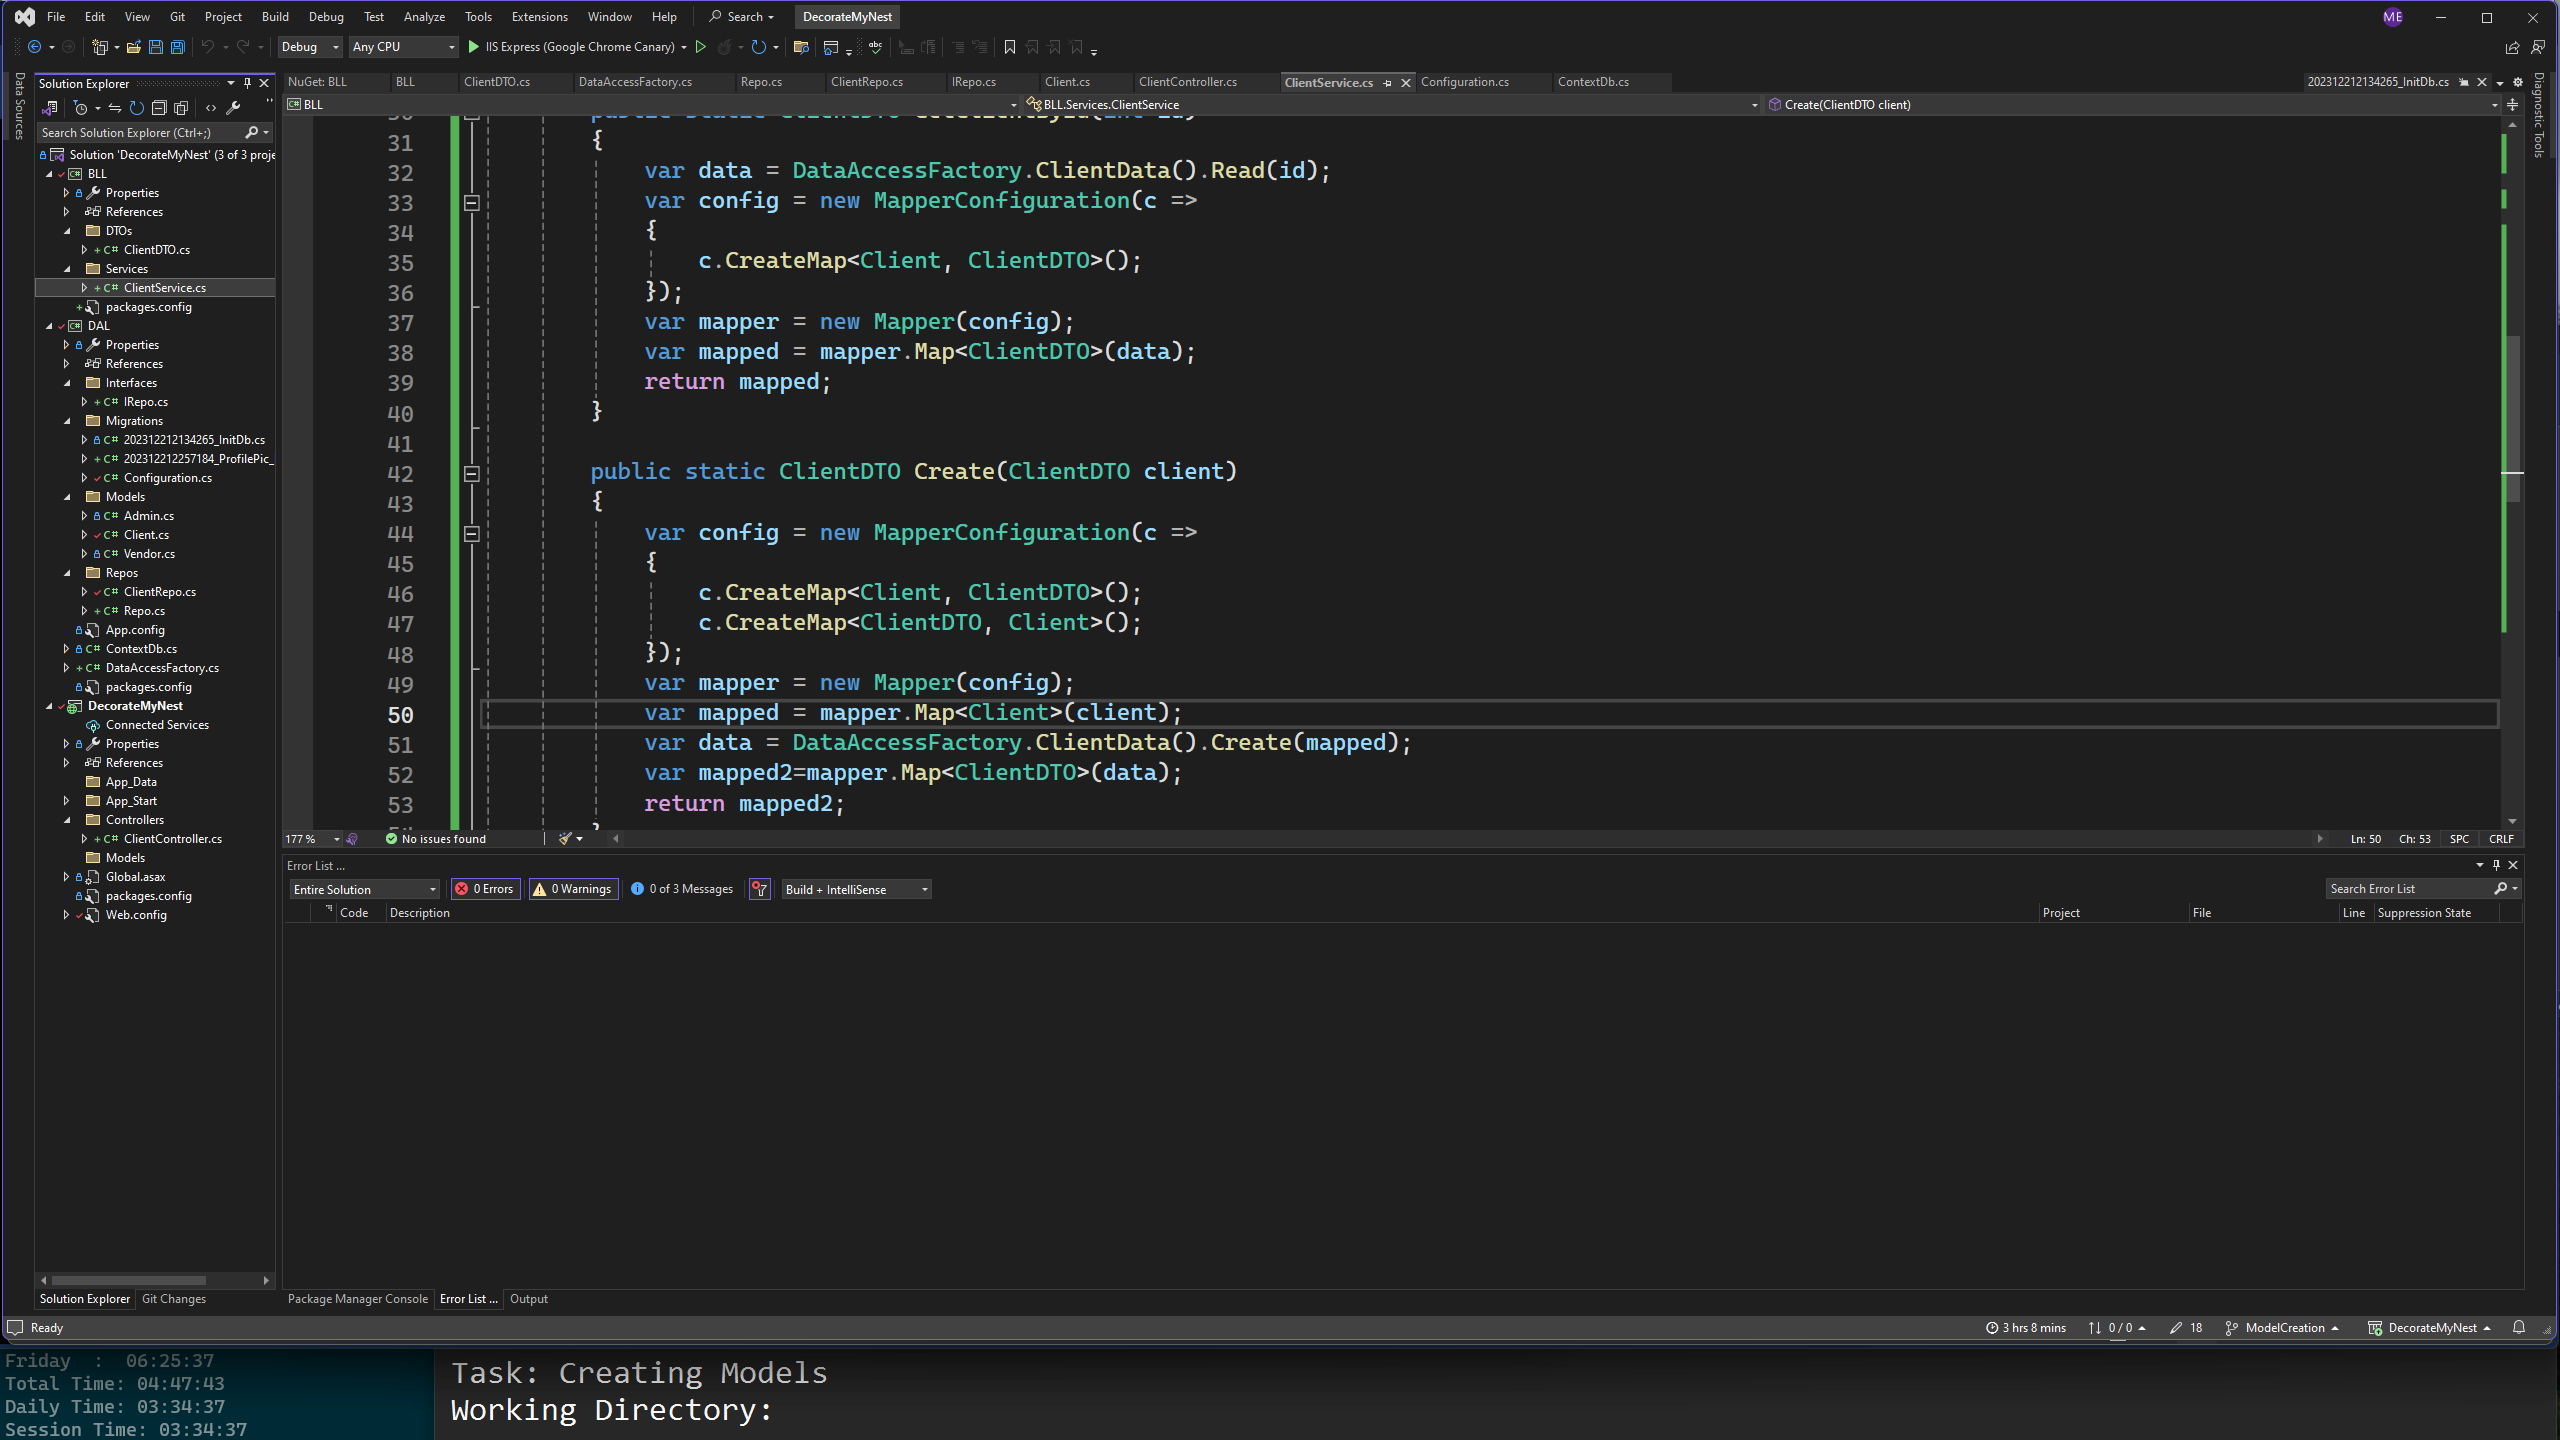 File Edit View Git Project Build Debug Test Analyze Tools Extensions Window Help Search DecorateMyNest ME
Debug Any CPU IIS Express (Google Chrome Canary)
Data Sources
Solution Explorer
Search Solution Explorer (Ctrl+;)
Solution 'DecorateMyNest' (3 of 3 proje
BLL
Properties
References
DTOs
C# ClientDTO.cs
Services
C# ClientService.cs
packages.config
DAL
Properties
References
Interfaces
C# IRepo.cs
Migrations
C# 202312212134265_InitDb.cs
C# 202312212257184_ProfilePic_
C# Configuration.cs
Models
C# Admin.cs
C# Client.cs
C# Vendor.cs
Repos
C# ClientRepo.cs
C# Repo.cs
App.config
C# ContextDb.cs
C# DataAccessFactory.cs
packages.config
DecorateMyNest
Connected Services
Properties
References
App_Data
App_Start
Controllers
C# ClientController.cs
Models
Global.asax
packages.config
Web.config
Solution Explorer Git Changes
NuGet: BLL BLL ClientDTO.cs DataAccessFactory.cs Repo.cs ClientRepo.cs IRepo.cs Client.cs ClientController.cs ClientService.cs Configuration.cs ContextDb.cs 202312212134265_InitDb.cs
BLL BLL.Services.ClientService Create(ClientDTO client)
31 {
32 var data = DataAccessFactory.ClientData().Read(id);
33 var config = new MapperConfiguration(c =>
34 {
35 c.CreateMap<Client, ClientDTO>();
36 });
37 var mapper = new Mapper(config);
38 var mapped = mapper.Map<ClientDTO>(data);
39 return mapped;
40 }
41
42 public static ClientDTO Create(ClientDTO client)
43 {
44 var config = new MapperConfiguration(c =>
45 {
46 c.CreateMap<Client, ClientDTO>();
47 c.CreateMap<ClientDTO, Client>();
48 });
49 var mapper = new Mapper(config);
50 var mapped = mapper.Map<Client>(client);
51 var data = DataAccessFactory.ClientData().Create(mapped);
52 var mapped2=mapper.Map<ClientDTO>(data);
53 return mapped2;
177 % No issues found Ln: 50 Ch: 53 SPC CRLF
Diagnostic Tools
Error List ...
Entire Solution 0 Errors 0 Warnings 0 of 3 Messages Build + IntelliSense Search Error List
Code Description Project File Line Suppression State
Package Manager Console Error List ... Output
Ready 3 hrs 8 mins 0 / 0 18 ModelCreation DecorateMyNest
Friday : 06:25:37
Total Time: 04:47:43
Daily Time: 03:34:37
Session Time: 03:34:37
Task: Creating Models
Working Directory: